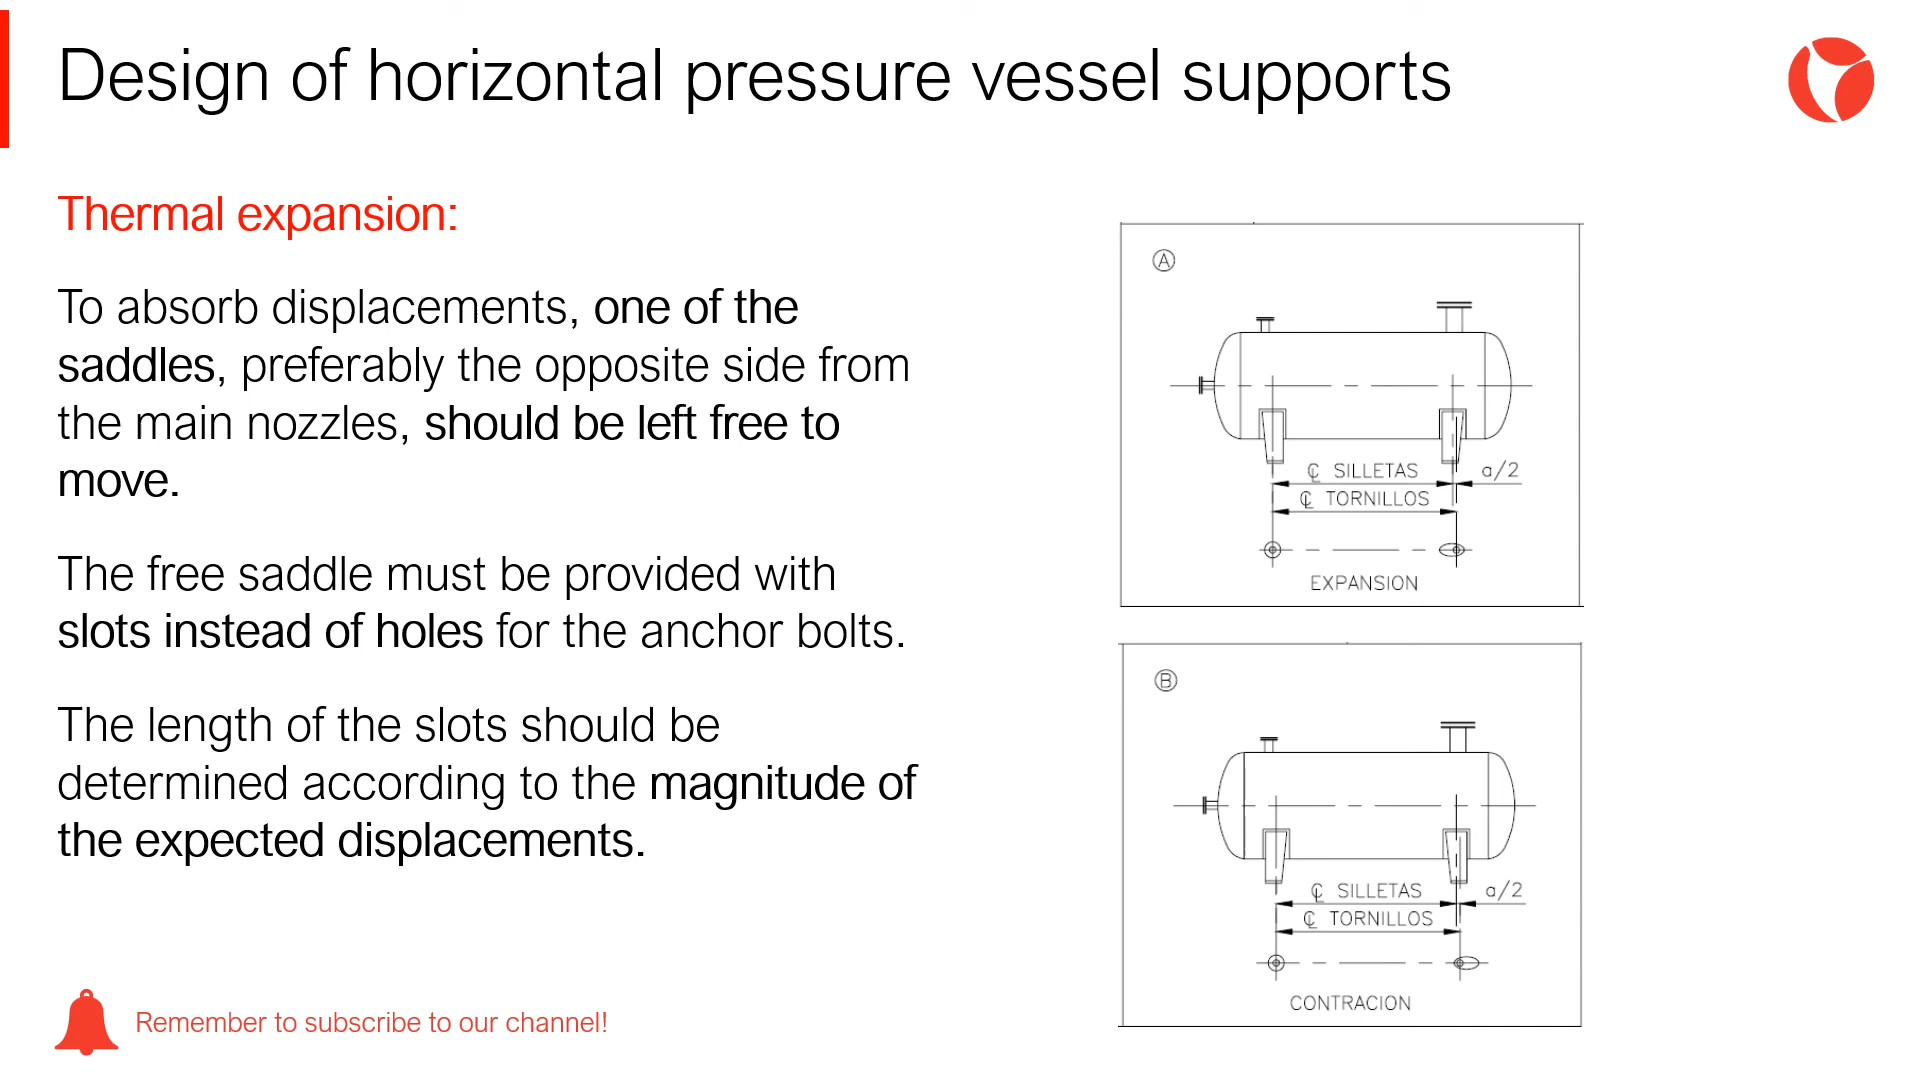 Design of horizontal pressure vessel supports
Thermal expansion:
To absorb displacements, one of the
saddles, preferably the opposite side from
the main nozzles, should be left free to
move.
The free saddle must be provided with
slots instead of holes for the anchor bolts.
The length of the slots should be
determined according to the magnitude of
the expected displacements.
Remember to subscribe to our channel!
A
℄ SILLETAS a/2
℄ TORNILLOS
EXPANSION
B
℄ SILLETAS a/2
℄ TORNILLOS
CONTRACION